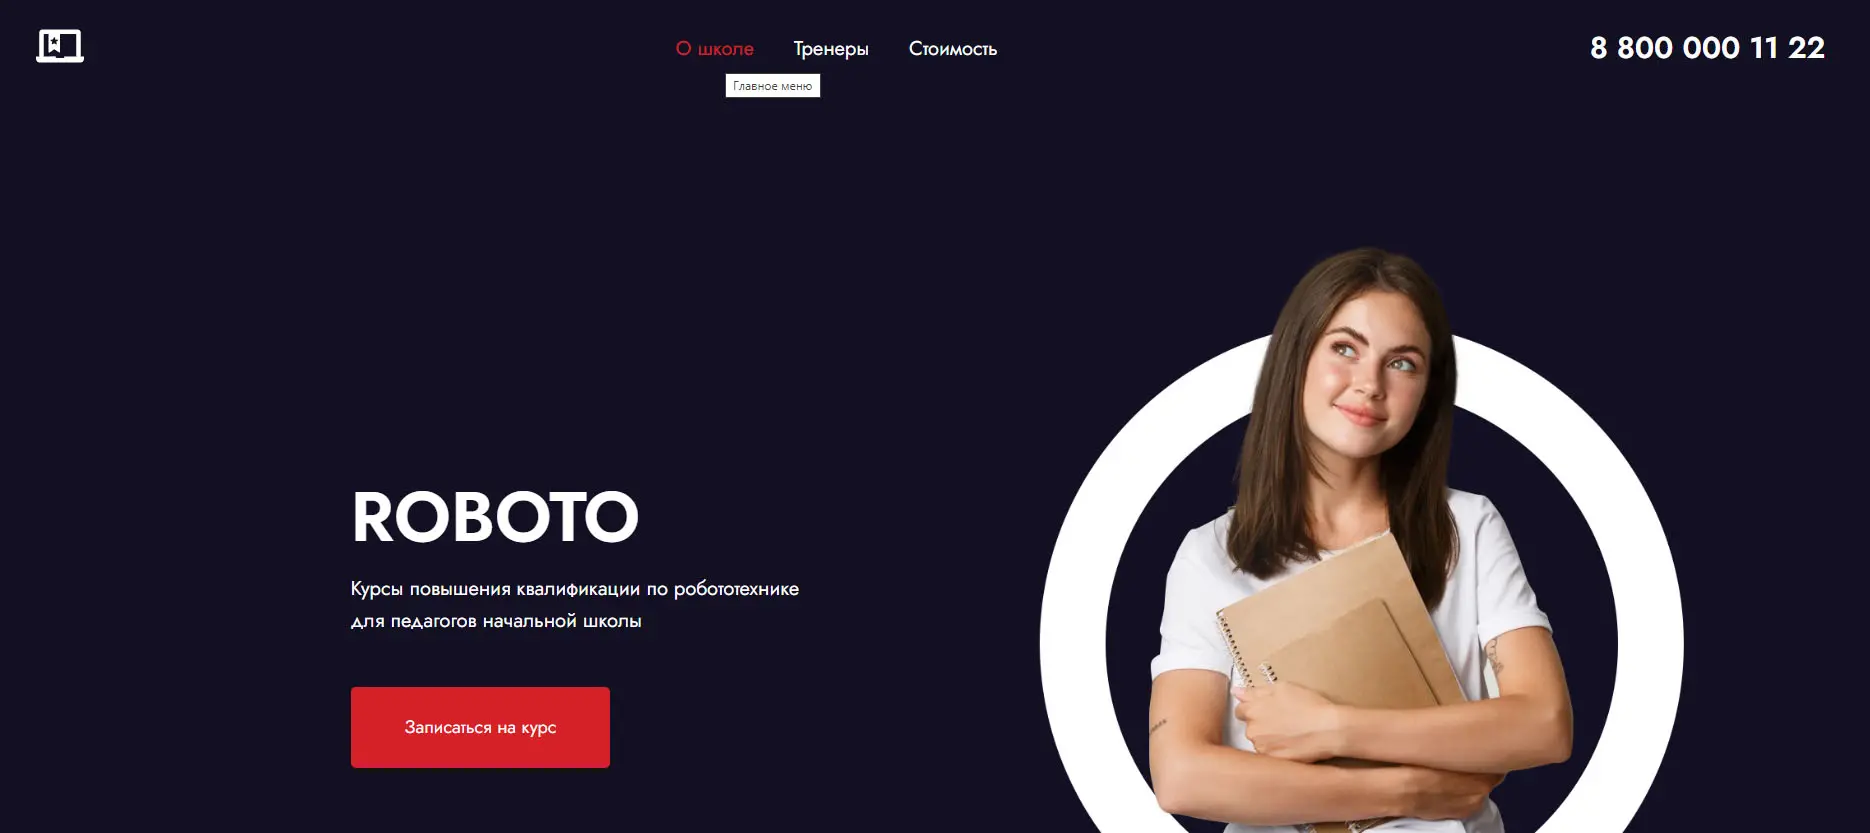 О школе Тренеры Стоимость 8 800 000 11 22
Главное меню
ROBOTO
Курсы повышения квалификации по робототехнике
для педагогов начальной школы
Записаться на курс